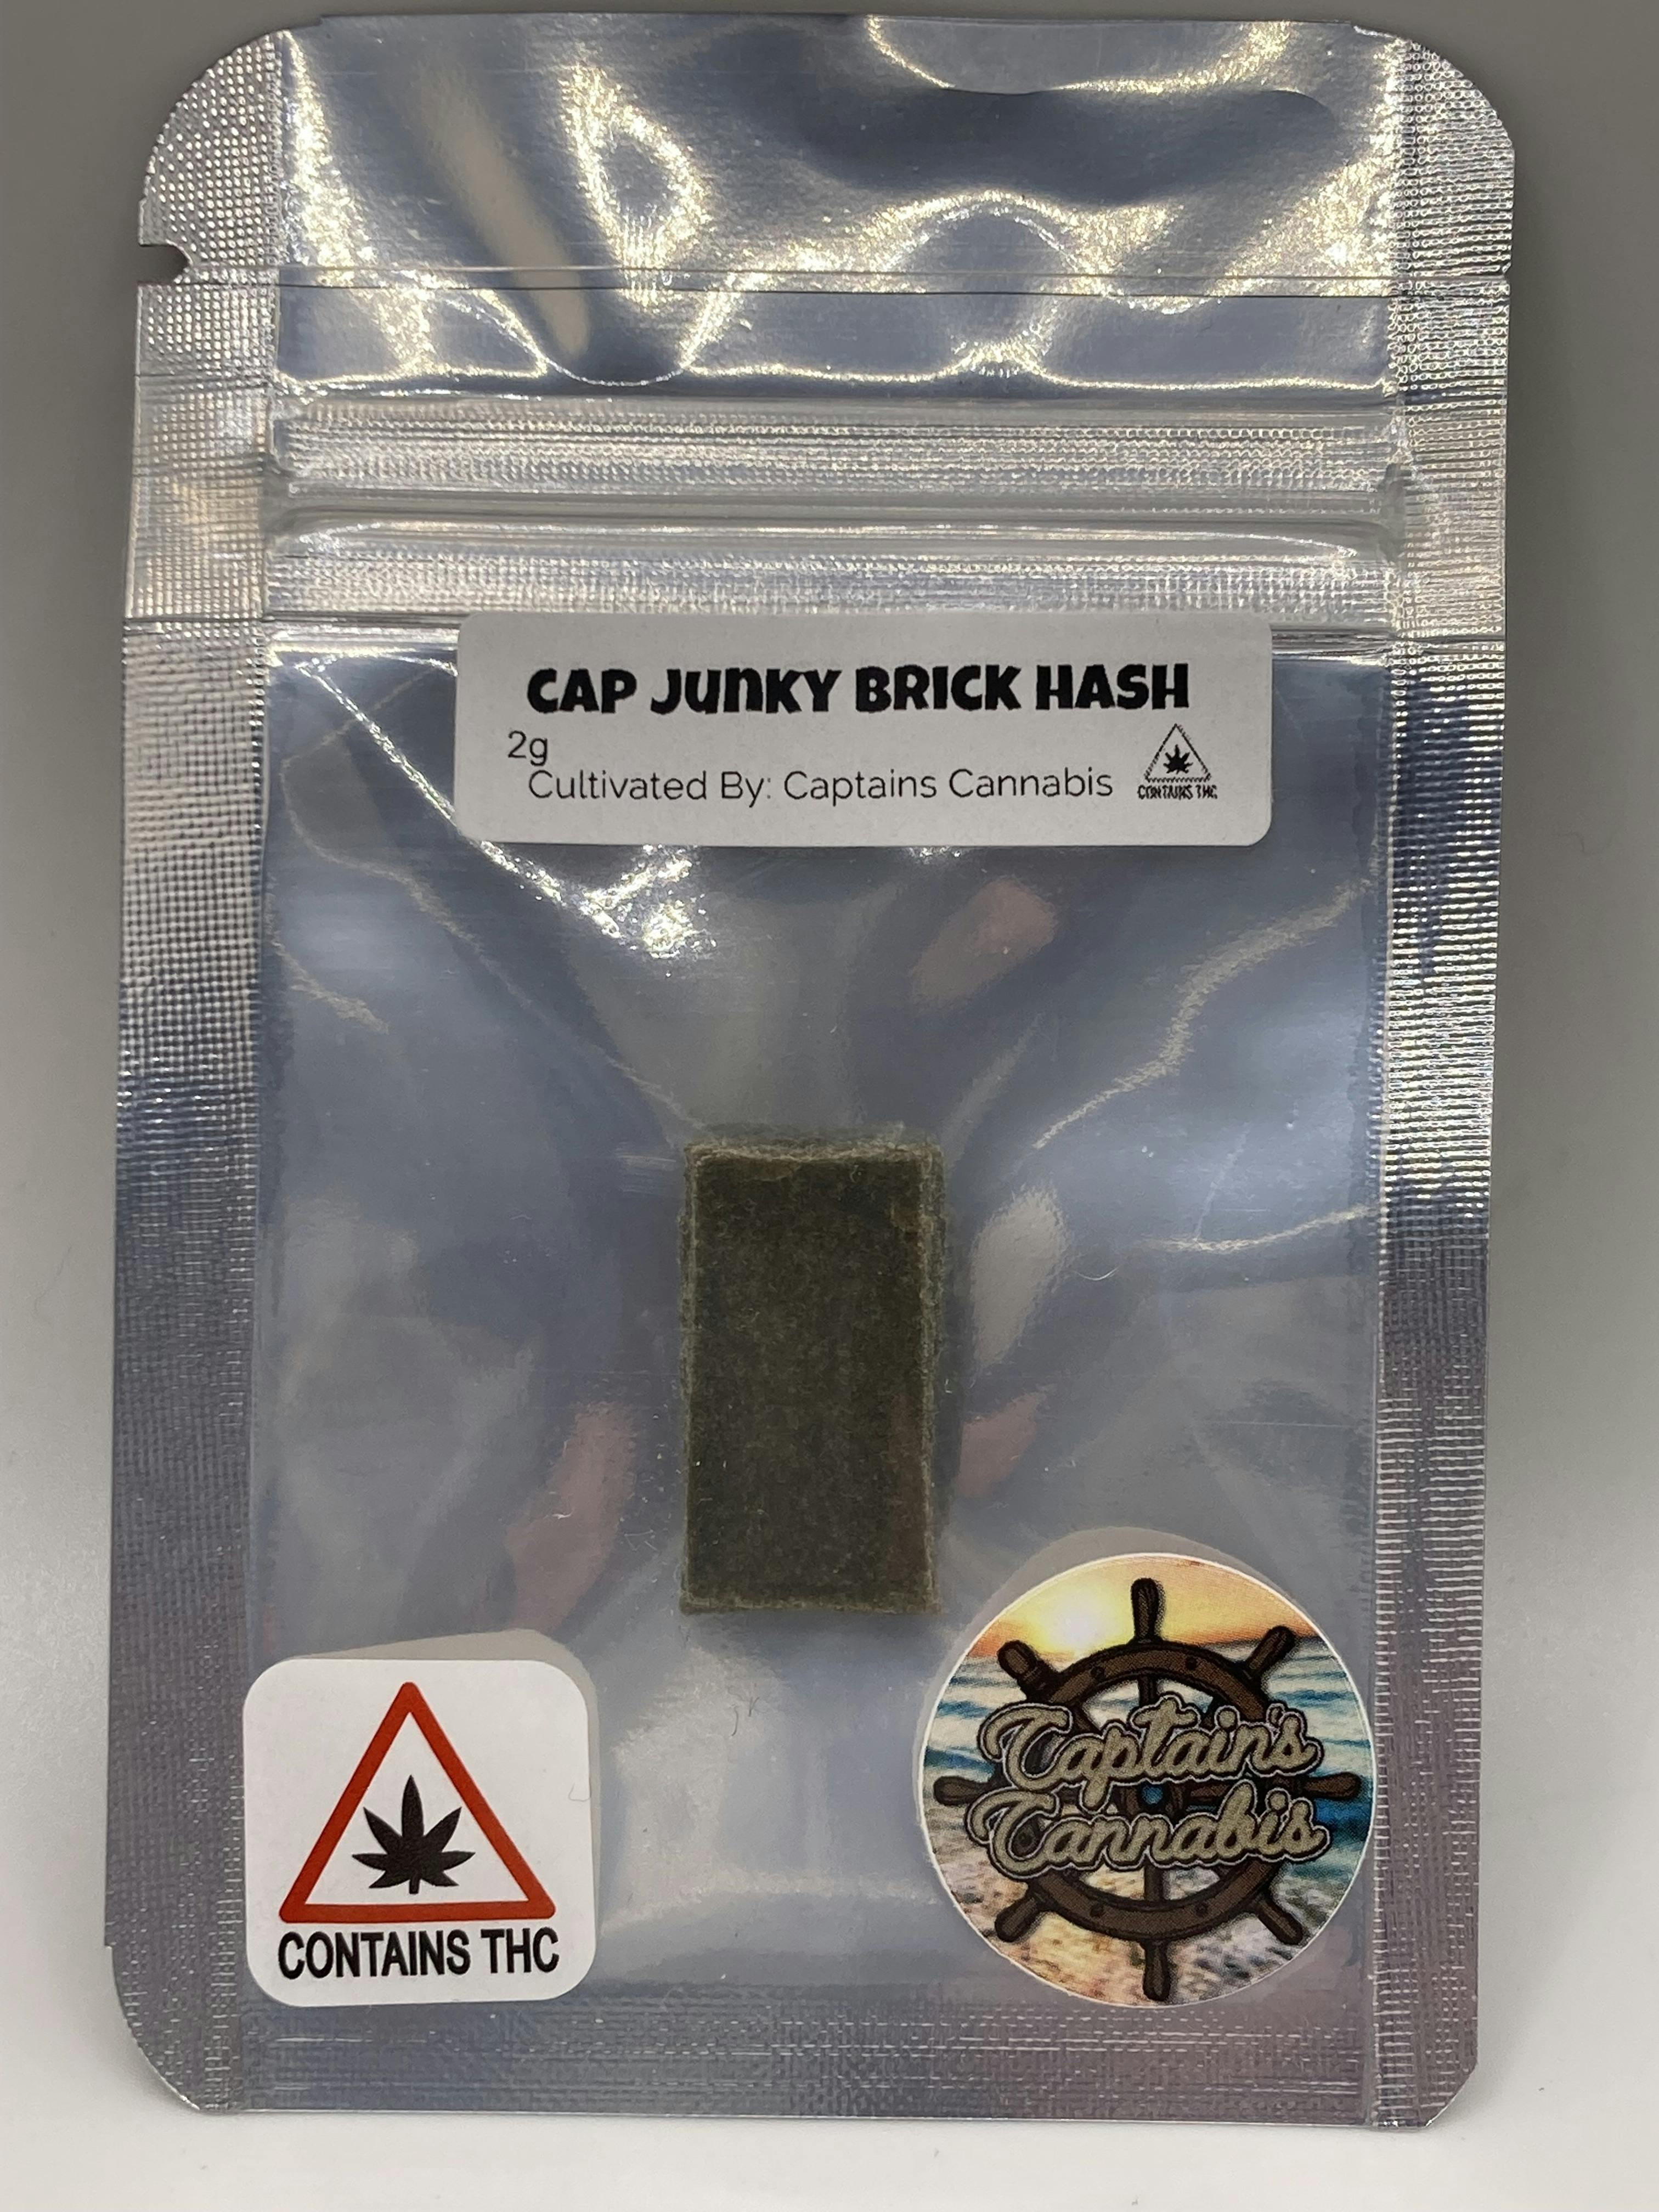 CAP JUNKY BRICK HASH
2g
Cultivated By: Captains Cannabis
CONTAINS THC
CONTAINS THC
Captain's
Cannabis